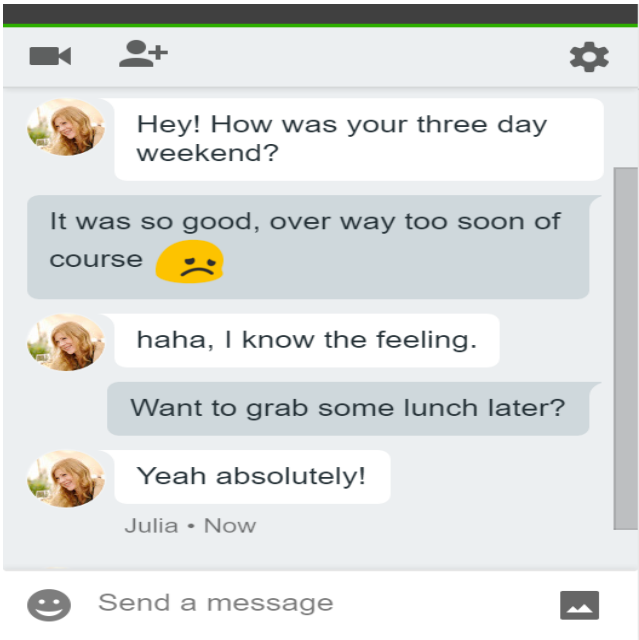 Hey! How was your three day
weekend?
It was so good, over way too soon of
course
haha, I know the feeling.
Want to grab some lunch later?
Yeah absolutely!
Julia • Now
Send a message